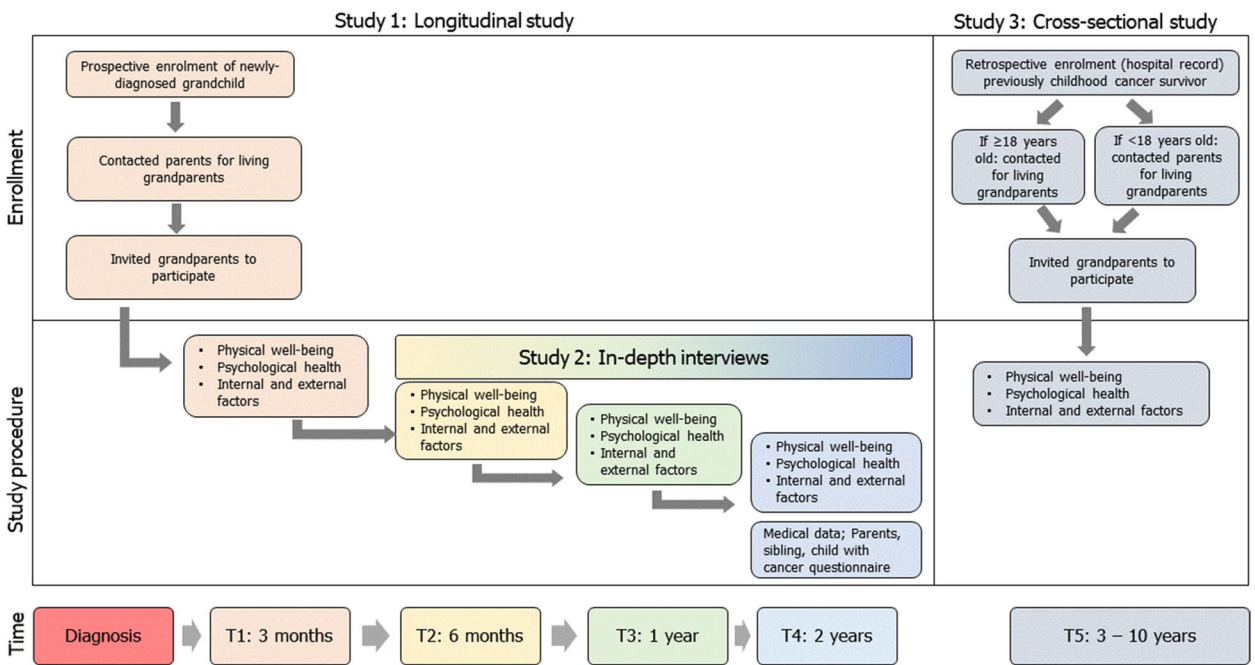 Study 1: Longitudinal study
Study 3: Cross-sectional study
Enrollment
Prospective enrolment of newly-
diagnosed grandchild
Contacted parents for living
grandparents
Invited grandparents to
participate
Retrospective enrolment (hospital record)
previously childhood cancer survivor
If ≥18 years
old: contacted
for living
grandparents
If <18 years old:
contacted parents
for living
grandparents
Invited grandparents to
participate
Study procedure
• Physical well-being
• Psychological health
• Internal and external
factors
Study 2: In-depth interviews
• Physical well-being
• Psychological health
• Internal and external
factors
• Physical well-being
• Psychological health
• Internal and
external factors
• Physical well-being
• Psychological health
• Internal and external
factors
Medical data; Parents,
sibling, child with
cancer questionnaire
• Physical well-being
• Psychological health
• Internal and external factors
Time
Diagnosis
T1: 3 months
T2: 6 months
T3: 1 year
T4: 2 years
T5: 3 – 10 years